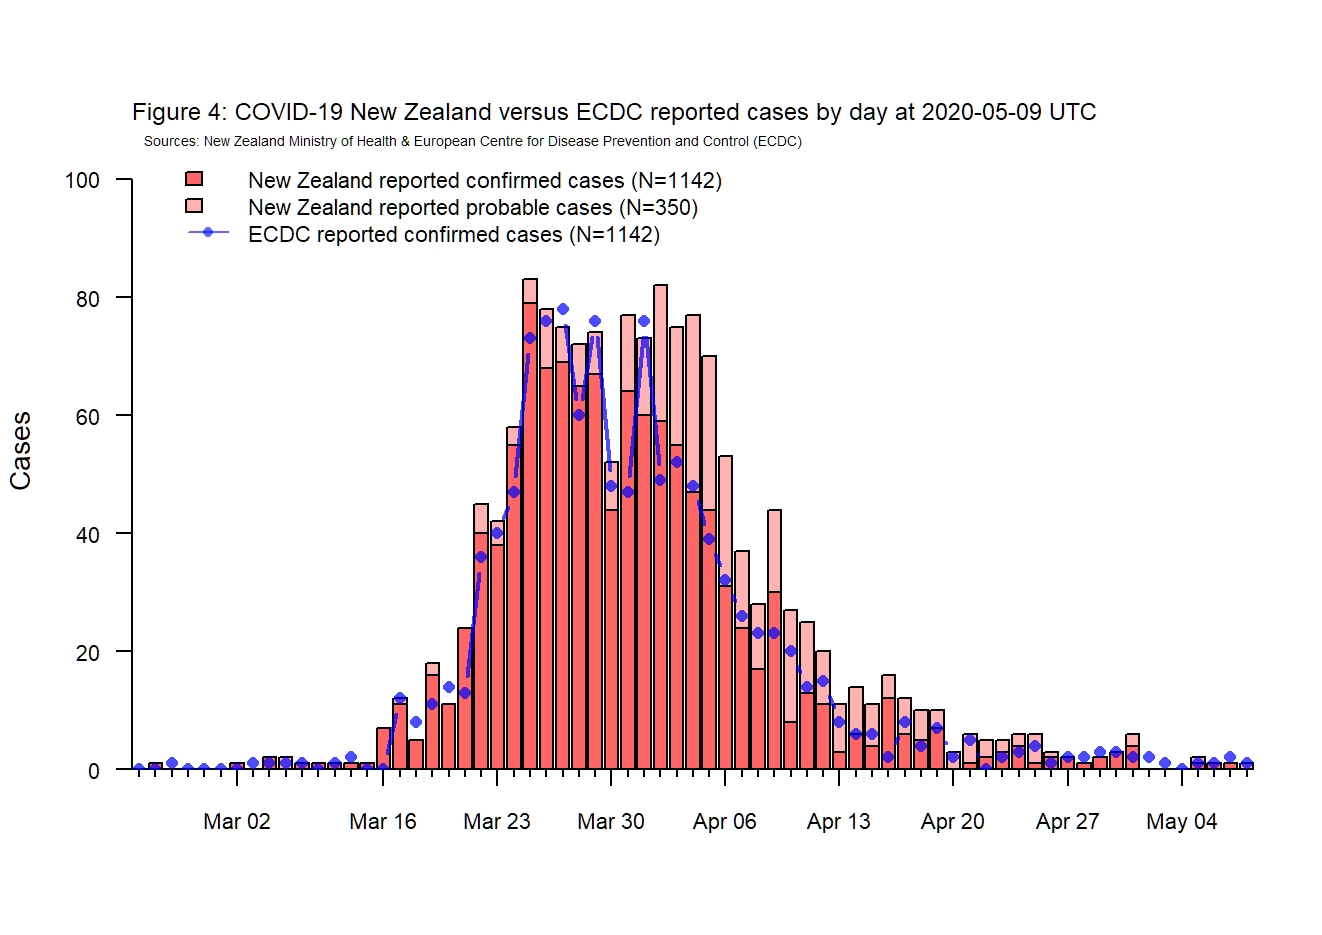 Figure 4: COVID-19 New Zealand versus ECDC reported cases by day at 2020-05-09 UTC
Sources: New Zealand Ministry of Health & European Centre for Disease Prevention and Control (ECDC)
New Zealand reported confirmed cases (N=1142)
New Zealand reported probable cases (N=350)
ECDC reported confirmed cases (N=1142)
Cases
100
80
60
40
20
0
Mar 02
Mar 16
Mar 23
Mar 30
Apr 06
Apr 13
Apr 20
Apr 27
May 04